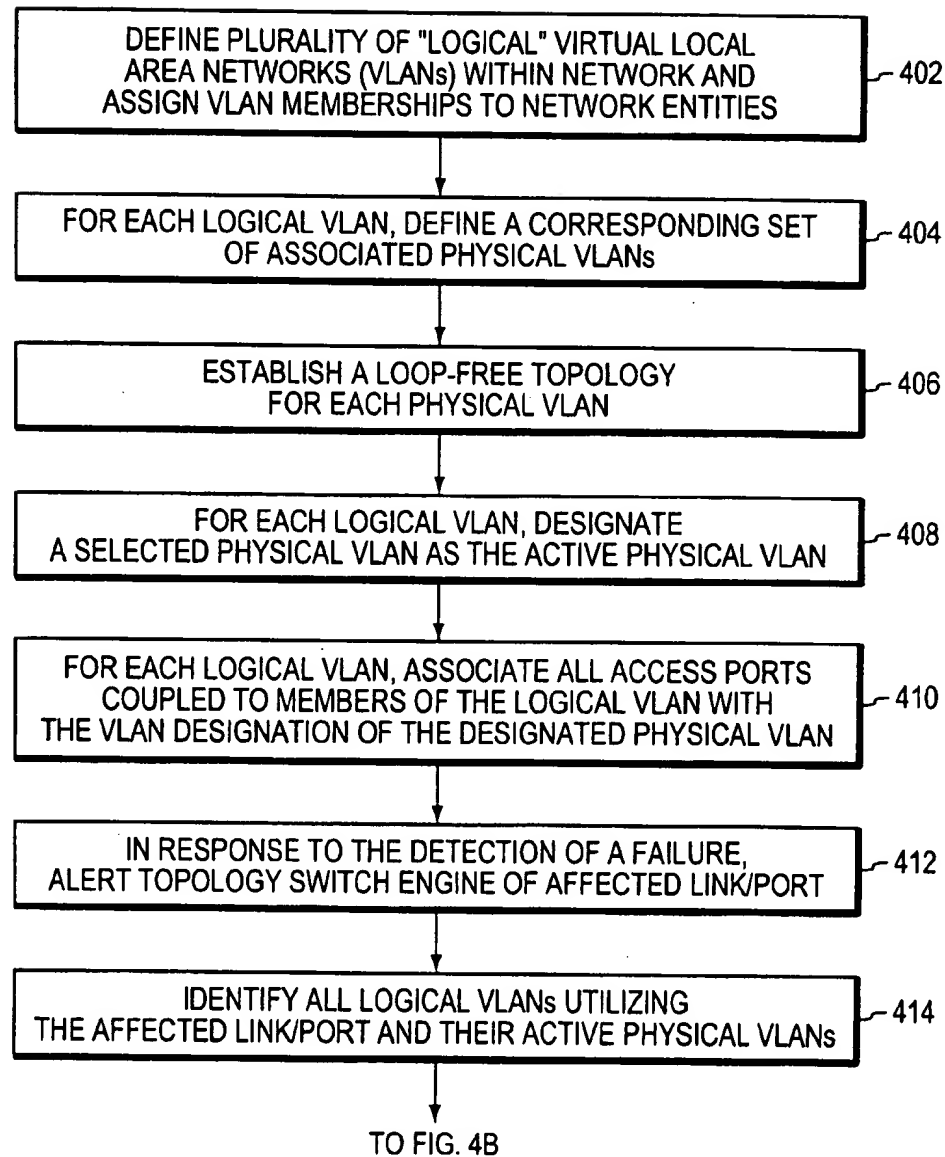 DEFINE PLURALITY OF "LOGICAL" VIRTUAL LOCAL
AREA NETWORKS (VLANs) WITHIN NETWORK AND
ASSIGN VLAN MEMBERSHIPS TO NETWORK ENTITIES
402
FOR EACH LOGICAL VLAN, DEFINE A CORRESPONDING SET
OF ASSOCIATED PHYSICAL VLANs
404
ESTABLISH A LOOP-FREE TOPOLOGY
FOR EACH PHYSICAL VLAN
406
FOR EACH LOGICAL VLAN, DESIGNATE
A SELECTED PHYSICAL VLAN AS THE ACTIVE PHYSICAL VLAN
408
FOR EACH LOGICAL VLAN, ASSOCIATE ALL ACCESS PORTS
COUPLED TO MEMBERS OF THE LOGICAL VLAN WITH
THE VLAN DESIGNATION OF THE DESIGNATED PHYSICAL VLAN
410
IN RESPONSE TO THE DETECTION OF A FAILURE,
ALERT TOPOLOGY SWITCH ENGINE OF AFFECTED LINK/PORT
412
IDENTIFY ALL LOGICAL VLANs UTILIZING
THE AFFECTED LINK/PORT AND THEIR ACTIVE PHYSICAL VLANs
414
TO FIG. 4B